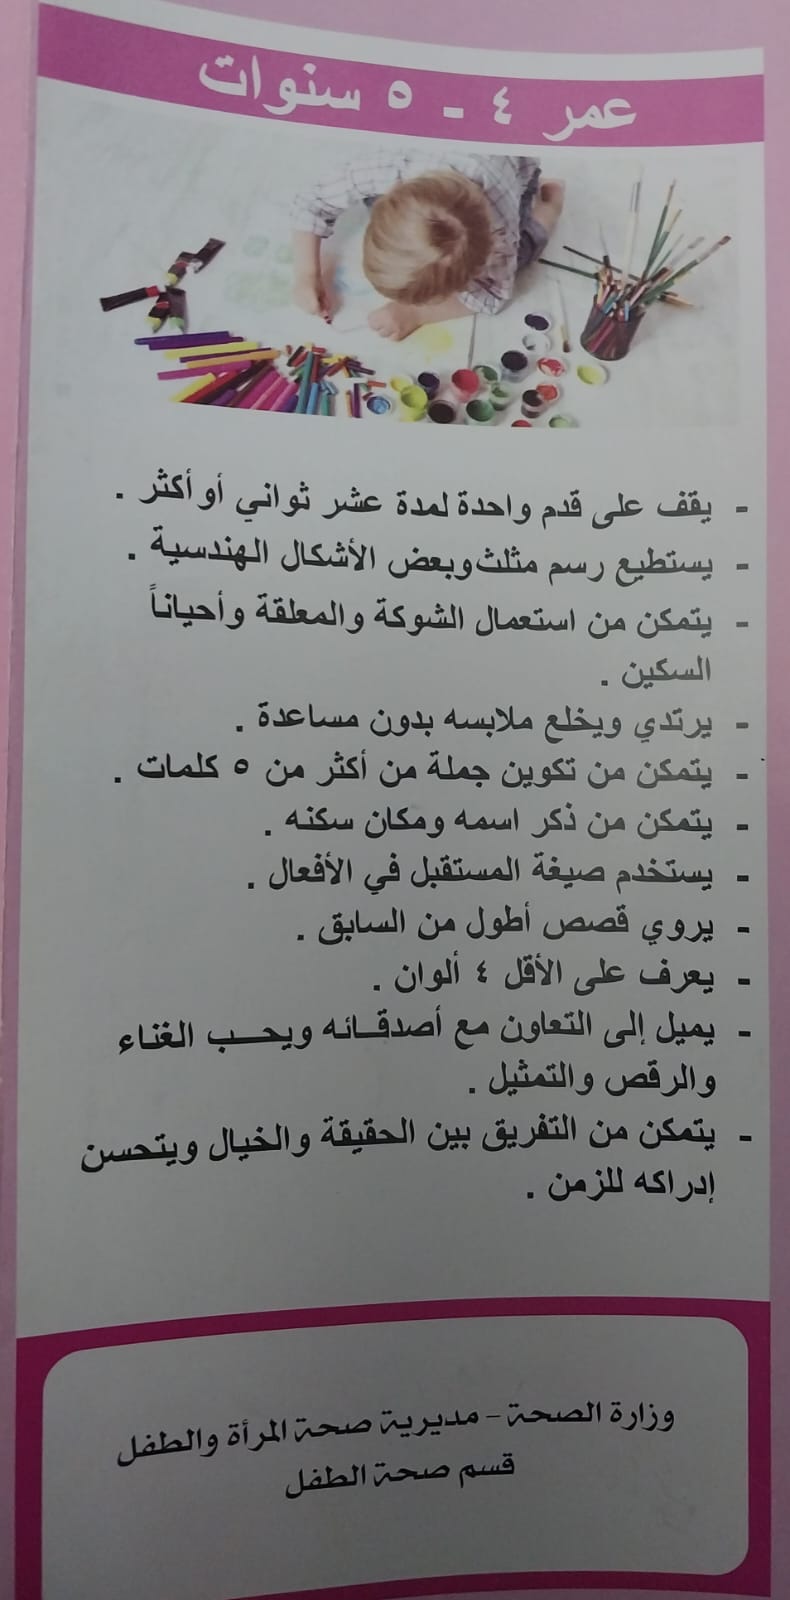 عمر ٤ - ٥ سنوات
- يقف على قدم واحدة لمدة عشر ثواني أو أكثر .
- يستطيع رسم مثلث وبعض الأشكال الهندسية .
- يتمكن من استعمال الشوكة والمعلقة وأحياناً
السكين .
- يرتدي ويخلع ملابسه بدون مساعدة .
- يتمكن من تكوين جملة من أكثر من ٥ كلمات .
- يتمكن من ذكر اسمه ومكان سكنه .
- يستخدم صيغة المستقبل في الأفعال .
- يروي قصص أطول من السابق .
- يعرف على الأقل ٤ ألوان .
- يميل إلى التعاون مع أصدقـائه ويحـــب الغناء
والرقص والتمثيل .
- يتمكن من التفريق بين الحقيقة والخيال ويتحسن
إدراكه للزمن .
وزارة الصحة - مديرية صحة المرأة والطفل
قسم صحة الطفل